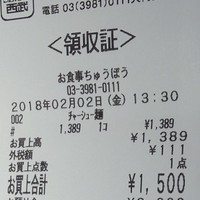 西武
電話 03(3981)0111
＜領収証＞
お食事ちゅうぼう
03-3981-0111
2018年02月02日(金) 13:30
002 チャーシュー麺
# 1,389 1コ ¥1,389
お買上高 ¥1,389
外税額 ¥111
お買上点数 1点
お買上合計 ¥1,500